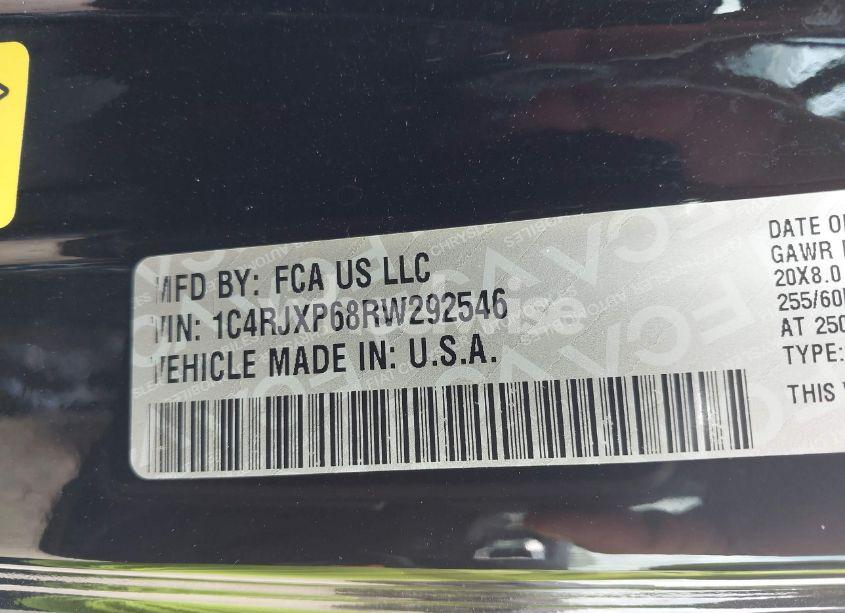 MFD BY: FCA US LLC
VIN: 1C4RJXP68RW292546
VEHICLE MADE IN: U.S.A.
DATE O
GAWR
20X8.0
255/60
AT 250
TYPE:
THIS